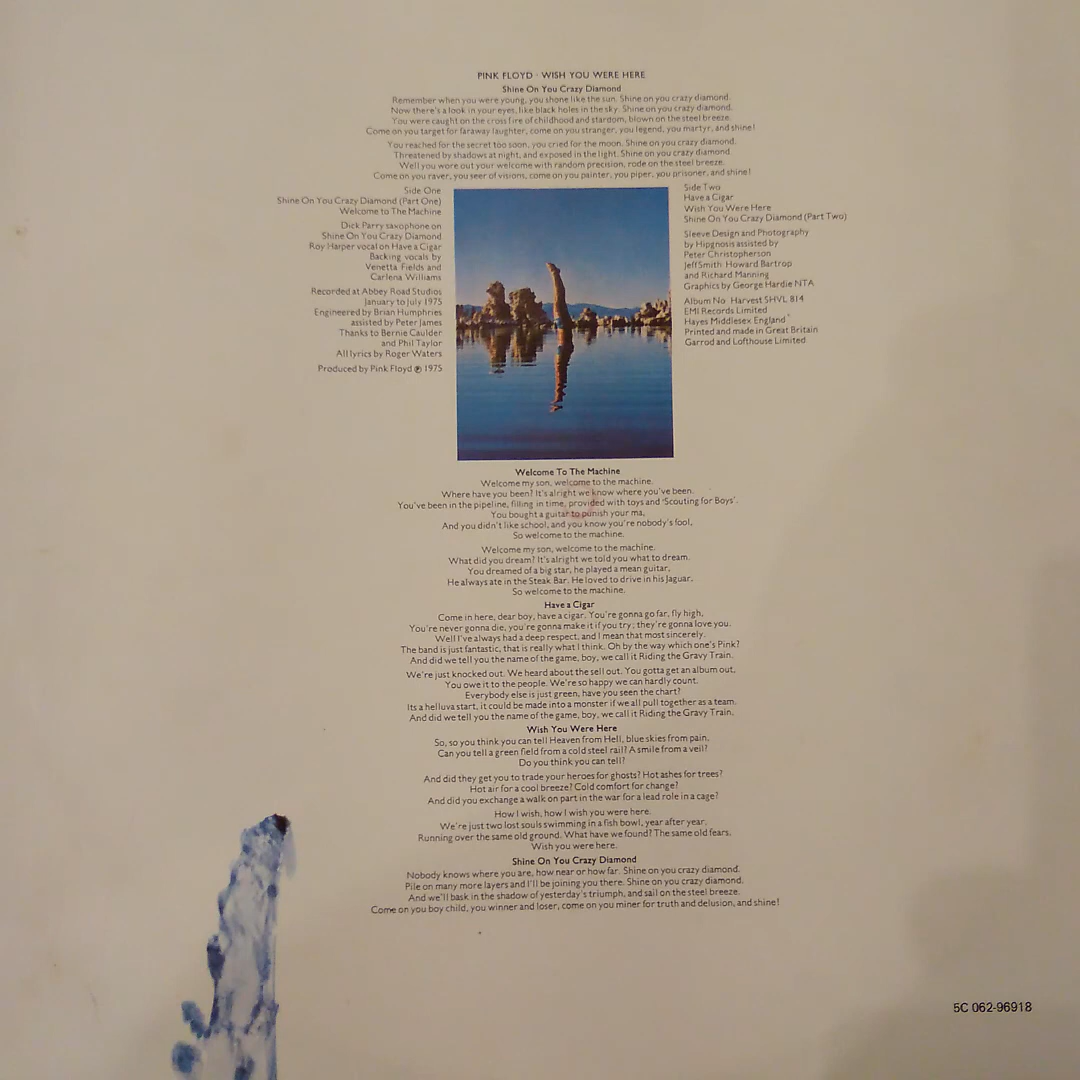 PINK FLOYD · WISH YOU WERE HERE
Shine On You Crazy Diamond
Remember when you were young, you shone like the sun. Shine on you crazy diamond.
Now there's a look in your eyes, like black holes in the sky. Shine on you crazy diamond.
You were caught on the cross fire of childhood and stardom, blown on the steel breeze.
Come on you target for faraway laughter, come on you stranger, you legend, you martyr, and shine!
You reached for the secret too soon, you cried for the moon. Shine on you crazy diamond.
Threatened by shadows at night, and exposed in the light. Shine on you crazy diamond.
Well you wore out your welcome with random precision, rode on the steel breeze.
Come on you raver, you seer of visions, come on you painter, you piper, you prisoner, and shine!
Side One
Shine On You Crazy Diamond (Part One)
Welcome to The Machine
Dick Parry saxophone on
Shine On You Crazy Diamond
Roy Harper vocal on Have a Cigar
Backing vocals by
Venetta Fields and
Carlena Williams
Recorded at Abbey Road Studios
January to July 1975
Engineered by Brian Humphries
assisted by Peter James
Thanks to Bernie Caulder
and Phil Taylor
All lyrics by Roger Waters
Produced by Pink Floyd ℗ 1975
Side Two
Have a Cigar
Wish You Were Here
Shine On You Crazy Diamond (Part Two)
Sleeve Design and Photography
by Hipgnosis assisted by
Peter Christopherson
Jeff Smith Howard Bartrop
and Richard Manning
Graphics by George Hardie NTA
Album No Harvest SHVL 814
EMI Records Limited
Hayes Middlesex England
Printed and made in Great Britain
Garrod and Lofthouse Limited
Welcome To The Machine
Welcome my son, welcome to the machine.
Where have you been? It's alright we know where you've been.
You've been in the pipeline, filling in time, provided with toys and 'Scouting for Boys'.
You bought a guitar to punish your ma,
And you didn't like school, and you know you're nobody's fool,
So welcome to the machine.
Welcome my son, welcome to the machine.
What did you dream? It's alright we told you what to dream.
You dreamed of a big star, he played a mean guitar,
He always ate in the Steak Bar. He loved to drive in his Jaguar.
So welcome to the machine.
Have a Cigar
Come in here, dear boy, have a cigar. You're gonna go far, fly high,
You're never gonna die, you're gonna make it if you try; they're gonna love you.
Well I've always had a deep respect, and I mean that most sincerely.
The band is just fantastic, that is really what I think. Oh by the way which one's Pink?
And did we tell you the name of the game, boy, we call it Riding the Gravy Train.
We're just knocked out. We heard about the sell out. You gotta get an album out,
You owe it to the people. We're so happy we can hardly count.
Everybody else is just green, have you seen the chart?
Its a helluva start, it could be made into a monster if we all pull together as a team.
And did we tell you the name of the game, boy, we call it Riding the Gravy Train.
Wish You Were Here
So, so you think you can tell Heaven from Hell, blue skies from pain.
Can you tell a green field from a cold steel rail? A smile from a veil?
Do you think you can tell?
And did they get you to trade your heroes for ghosts? Hot ashes for trees?
Hot air for a cool breeze? Cold comfort for change?
And did you exchange a walk on part in the war for a lead role in a cage?
How I wish, how I wish you were here.
We're just two lost souls swimming in a fish bowl, year after year,
Running over the same old ground. What have we found? The same old fears.
Wish you were here.
Shine On You Crazy Diamond
Nobody knows where you are, how near or how far. Shine on you crazy diamond.
Pile on many more layers and I'll be joining you there. Shine on you crazy diamond.
And we'll bask in the shadow of yesterday's triumph, and sail on the steel breeze.
Come on you boy child, you winner and loser, come on you miner for truth and delusion, and shine!
5C 062-96918